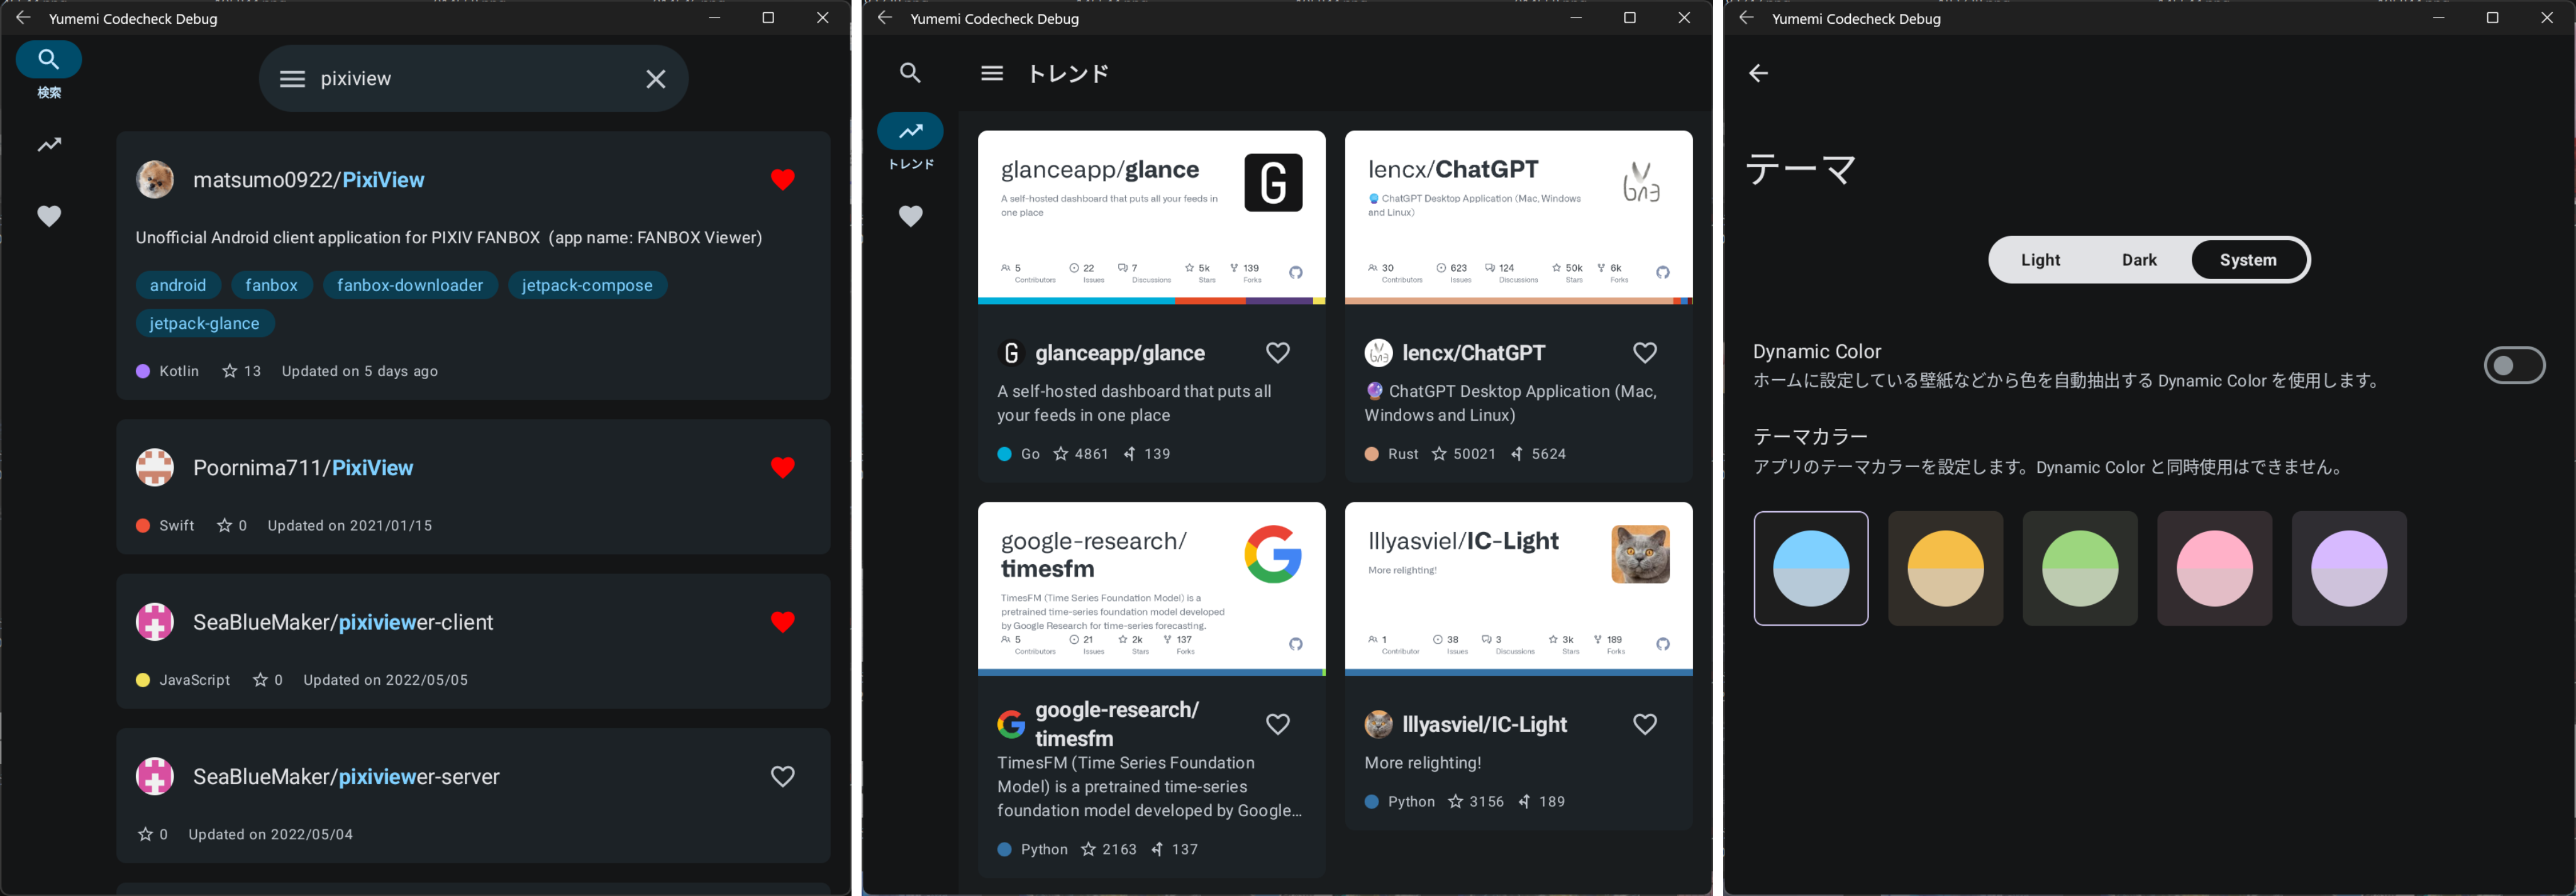 Yumemi Codecheck Debug
検索
pixiview
matsumo0922/PixiView
Unofficial Android client application for PIXIV FANBOX (app name: FANBOX Viewer)
android
fanbox
fanbox-downloader
jetpack-compose
jetpack-glance
Kotlin
13
Updated on 5 days ago
Poornima711/PixiView
Swift
0
Updated on 2021/01/15
SeaBlueMaker/pixiviewer-client
JavaScript
0
Updated on 2022/05/05
SeaBlueMaker/pixiviewer-server
0
Updated on 2022/05/04
Yumemi Codecheck Debug
トレンド
トレンド
glanceapp/glance
A self-hosted dashboard that puts all your feeds in
one place
G
5
Contributors
22
Issues
7
Discussions
5k
Stars
139
Forks
G
glanceapp/glance
A self-hosted dashboard that puts all
your feeds in one place
Go
4861
139
lencx/ChatGPT
ChatGPT Desktop Application (Mac, Windows
and Linux)
30
Contributors
623
Issues
124
Discussions
50k
Stars
6k
Forks
lencx/ChatGPT
ChatGPT Desktop Application (Mac,
Windows and Linux)
Rust
50021
5624
google-research/
timesfm
TimesFM (Time Series Foundation Model) is a
pretrained time-series foundation model developed
by Google Research for time-series forecasting.
G
5
Contributors
21
Issues
2k
Stars
137
Forks
G
google-research/
timesfm
TimesFM (Time Series Foundation
Model) is a pretrained time-series
foundation model developed by Google…
Python
2163
137
lllyasviel/IC-Light
More relighting!
1
Contributor
38
Issues
3
Discussions
3k
Stars
189
Forks
lllyasviel/IC-Light
More relighting!
Python
3156
189
Yumemi Codecheck Debug
テーマ
Light
Dark
System
Dynamic Color
ホームに設定している壁紙などから色を自動抽出する Dynamic Color を使用します。
テーマカラー
アプリのテーマカラーを設定します。Dynamic Color と同時使用はできません。